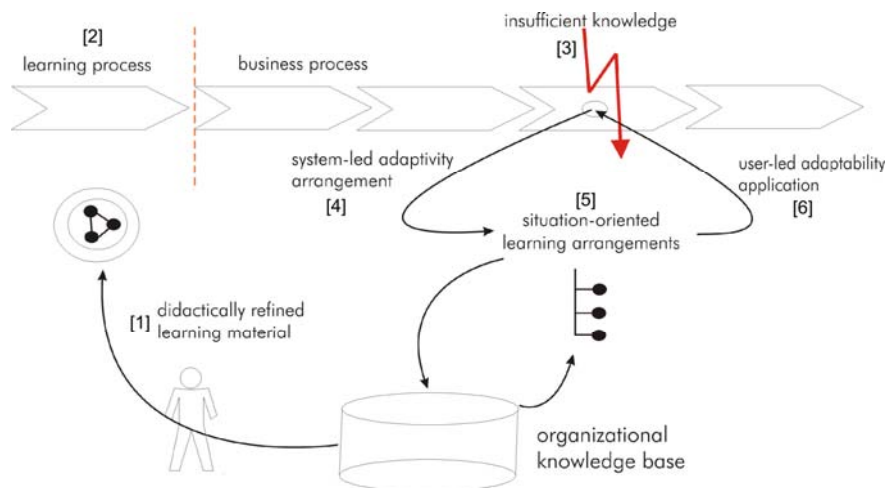 insufficient knowledge
[3]
[2]
learning process
business process
system-led adaptivity
arrangement
[4]
user-led adaptability
application
[6]
[5]
situation-oriented
learning arrangements
[1] didactically refined
learning material
organizational
knowledge base